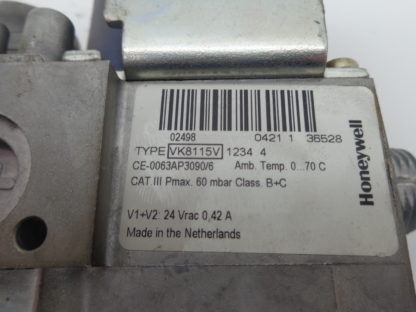 02498 0421 1 36528
TYPE VK8115V 1234 4
CE-0063AP3090/6 Amb. Temp. 0...70 C
CAT III Pmax. 60 mbar Class. B+C
V1+V2: 24 Vrac 0,42 A
Made in the Netherlands
Honeywell